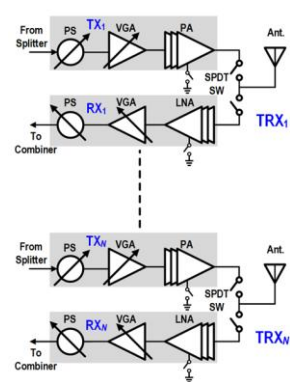 From
Splitter
PS
TX1
VGA
PA
Ant.
SPDT
SW
To
Combiner
PS
RX1
VGA
LNA
TRX1
From
Splitter
PS
TXN
VGA
PA
Ant.
SPDT
SW
To
Combiner
PS
RXN
VGA
LNA
TRXN